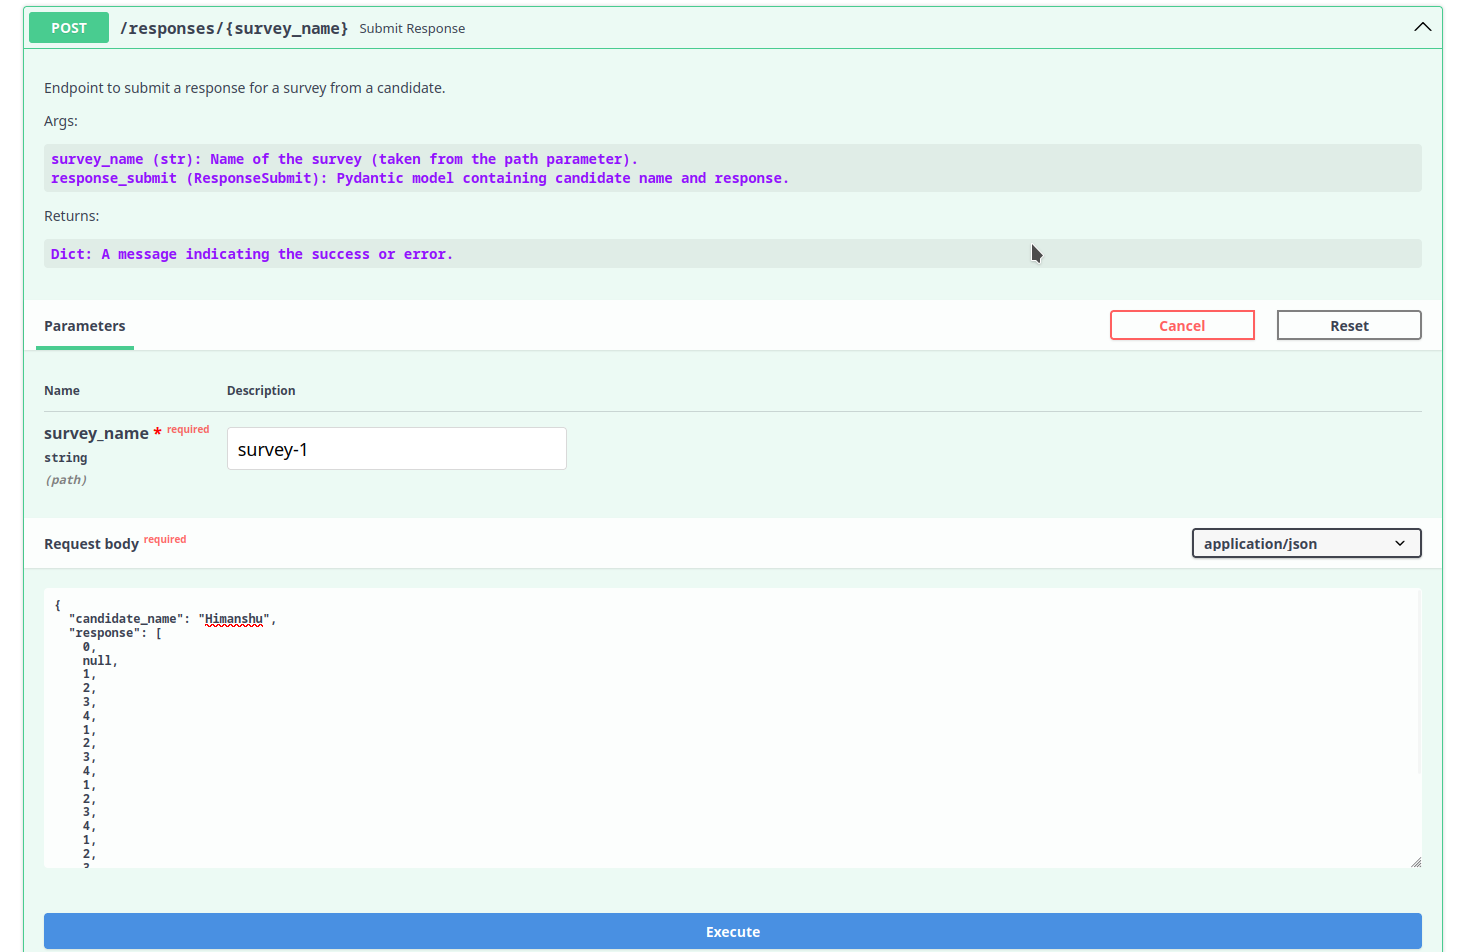 POST /responses/{survey_name} Submit Response
Endpoint to submit a response for a survey from a candidate.
Args:
survey_name (str): Name of the survey (taken from the path parameter).
response_submit (ResponseSubmit): Pydantic model containing candidate name and response.
Returns:
Dict: A message indicating the success or error.
Parameters Cancel Reset
Name Description
survey_name * required
string
(path)
survey-1
Request body required application/json
{
"candidate_name": "Himanshu",
"response": [
0,
null,
1,
2,
3,
4,
1,
2,
3,
4,
1,
2,
3,
4,
1,
2,
Execute